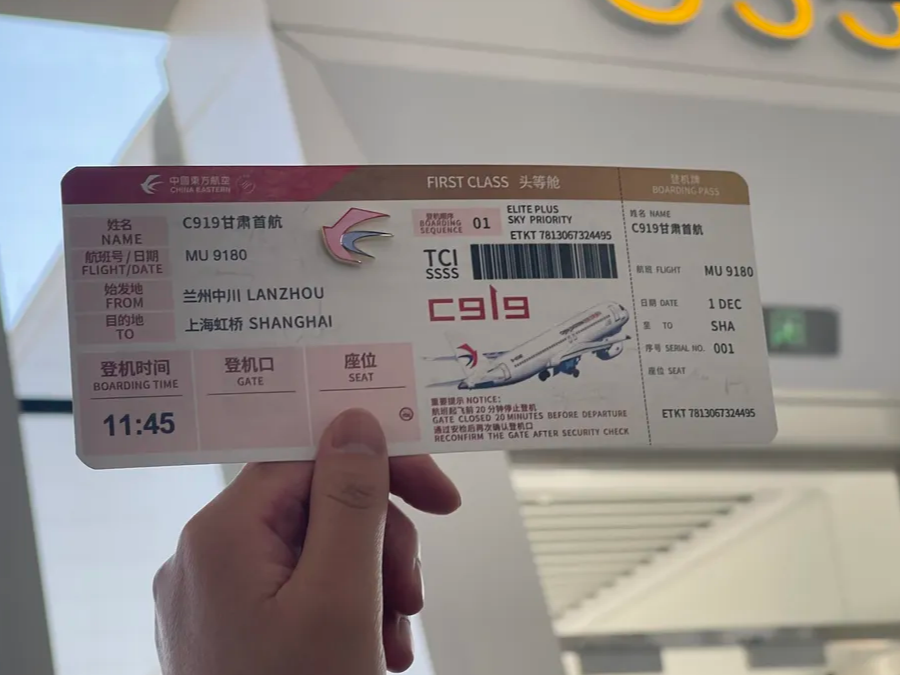 中国东方航空
CHINA EASTERN
FIRST CLASS 头等舱
登机牌
BOARDING PASS
姓名
NAME
C919甘肃首航
航班号/日期
FLIGHT/DATE
MU 9180
始发地
FROM
兰州中川 LANZHOU
目的地
TO
上海虹桥 SHANGHAI
登机时间
BOARDING TIME
11:45
登机口
GATE
座位
SEAT
登机顺序
BOARDING
SEQUENCE
01
ELITE PLUS
SKY PRIORITY
ETKT 7813067324495
TCI
SSSS
C919
重要提示 NOTICE:
航班起飞前 20 分钟停止登机
GATE CLOSED 20 MINUTES BEFORE DEPARTURE
通过安检后再次确认登机口
RECONFIRM THE GATE AFTER SECURITY CHECK
姓名 NAME
C919甘肃首航
航班 FLIGHT MU 9180
日期 DATE 1 DEC
至 TO SHA
序号 SERIAL NO. 001
座位 SEAT
ETKT 7813067324495